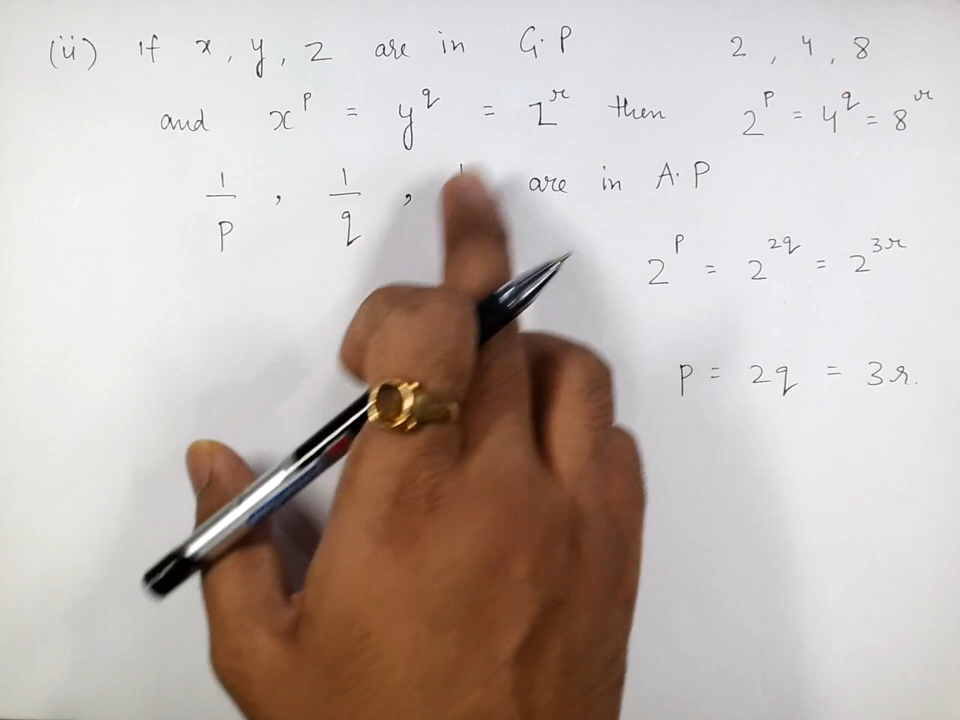 (ii) If x, y, z are in G.P
and x^p = y^q = z^r then
1/p, 1/q, 1 are in A.P
2, 4, 8
2^p = 4^q = 8^r
2^p = 2^2q = 2^3r
p = 2q = 3r.